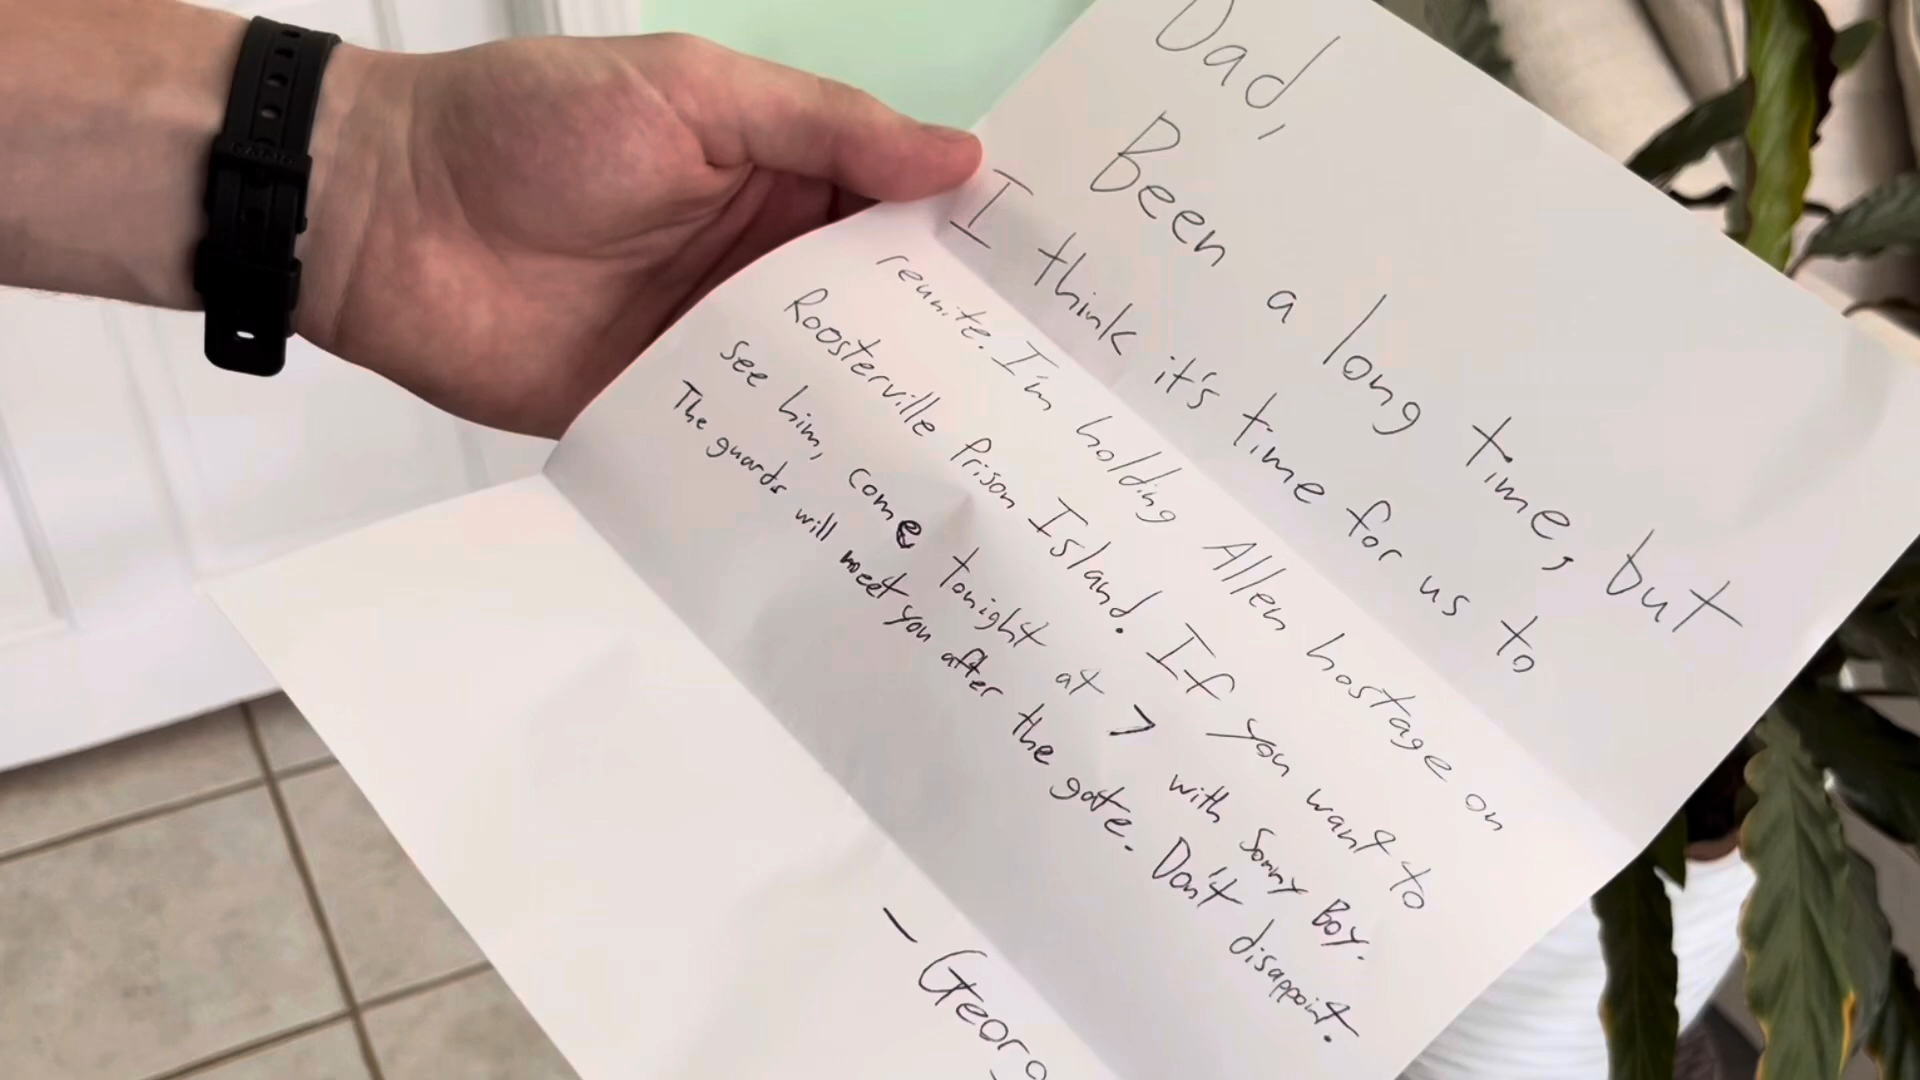 Dad,
Been a long time, but
I think it's time for us to
reunite. I'm holding Allen hostage on
Roosterville Prison Island. If you want to
see him, come tonight at 7 with Sonny Boy.
The guards will meet you after the gate. Don't disappoint.
— Georg